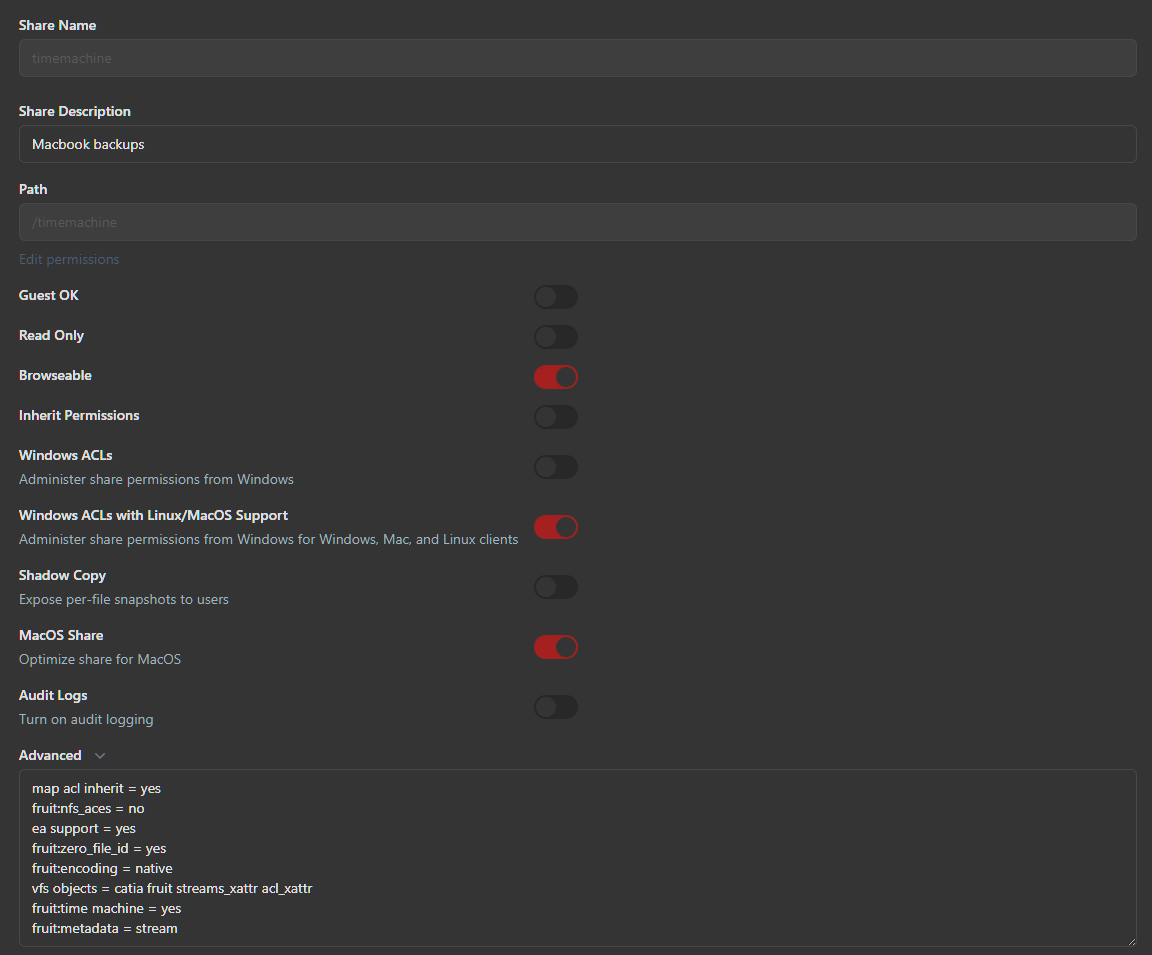 Share Name
timemachine
Share Description
Macbook backups
Path
/timemachine
Edit permissions
Guest OK
Read Only
Browseable
Inherit Permissions
Windows ACLs
Administer share permissions from Windows
Windows ACLs with Linux/MacOS Support
Administer share permissions from Windows for Windows, Mac, and Linux clients
Shadow Copy
Expose per-file snapshots to users
MacOS Share
Optimize share for MacOS
Audit Logs
Turn on audit logging
Advanced
map acl inherit = yes
fruit:nfs_aces = no
ea support = yes
fruit:zero_file_id = yes
fruit:encoding = native
vfs objects = catia fruit streams_xattr acl_xattr
fruit:time machine = yes
fruit:metadata = stream